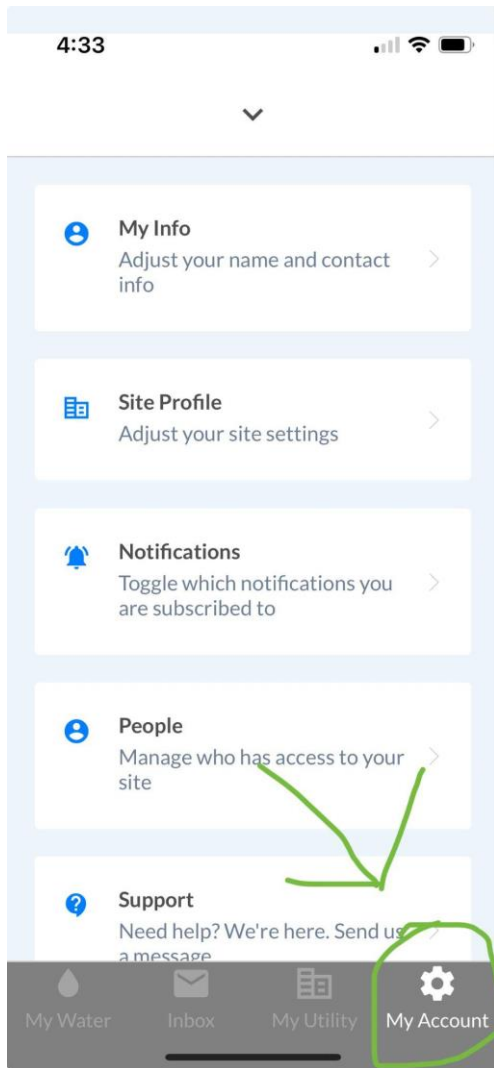 4:33
My Info
Adjust your name and contact
info
Site Profile
Adjust your site settings
Notifications
Toggle which notifications you
are subscribed to
People
Manage who has access to your
site
Support
Need help? We're here. Send us
a message
My Water Inbox My Utility My Account